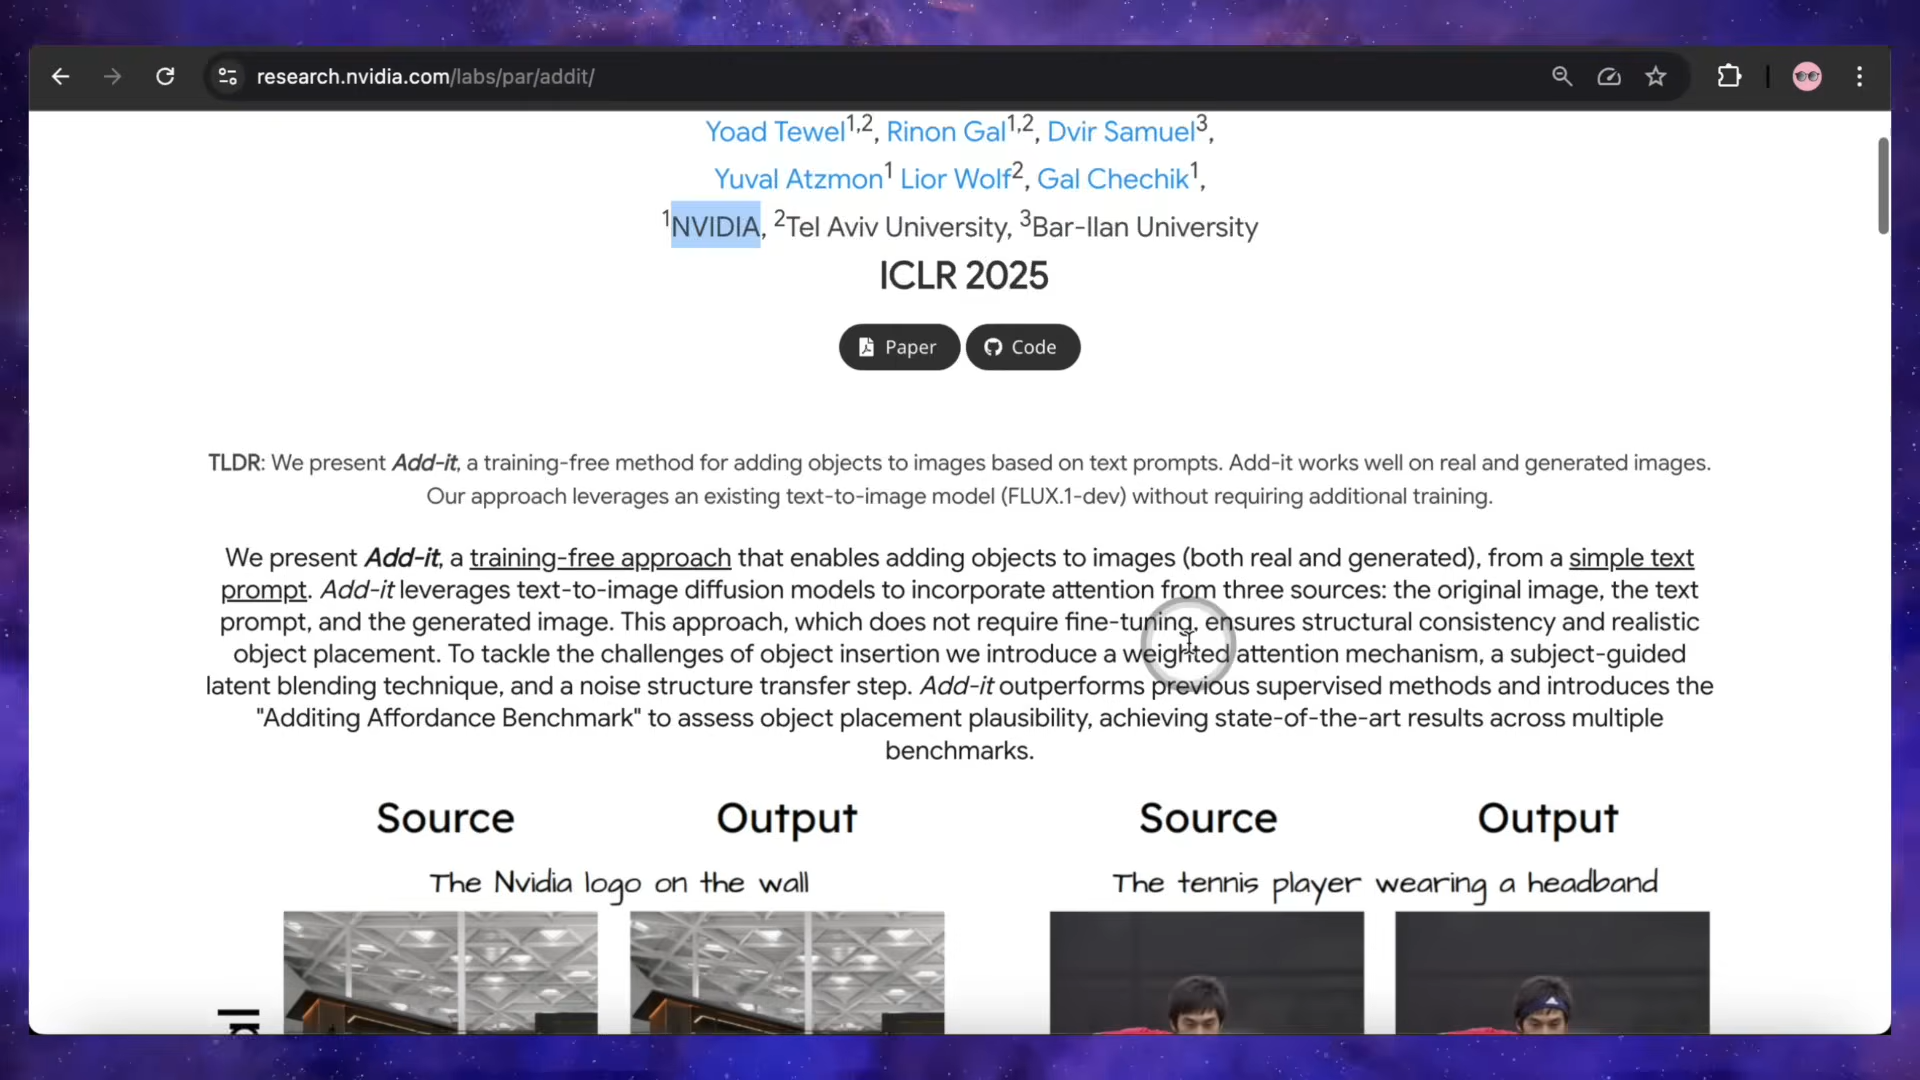 research.nvidia.com/labs/par/addit/
Yoad Tewel1,2, Rinon Gal1,2, Dvir Samuel3,
Yuval Atzmon1 Lior Wolf2, Gal Chechik1,
1NVIDIA, 2Tel Aviv University, 3Bar-Ilan University
ICLR 2025
Paper Code
TLDR: We present Add-it, a training-free method for adding objects to images based on text prompts. Add-it works well on real and generated images.
Our approach leverages an existing text-to-image model (FLUX.1-dev) without requiring additional training.
We present Add-it, a training-free approach that enables adding objects to images (both real and generated), from a simple text
prompt. Add-it leverages text-to-image diffusion models to incorporate attention from three sources: the original image, the text
prompt, and the generated image. This approach, which does not require fine-tuning, ensures structural consistency and realistic
object placement. To tackle the challenges of object insertion we introduce a weighted attention mechanism, a subject-guided
latent blending technique, and a noise structure transfer step. Add-it outperforms previous supervised methods and introduces the
"Additing Affordance Benchmark" to assess object placement plausibility, achieving state-of-the-art results across multiple
benchmarks.
Source Output Source Output
The Nvidia logo on the wall The tennis player wearing a headband